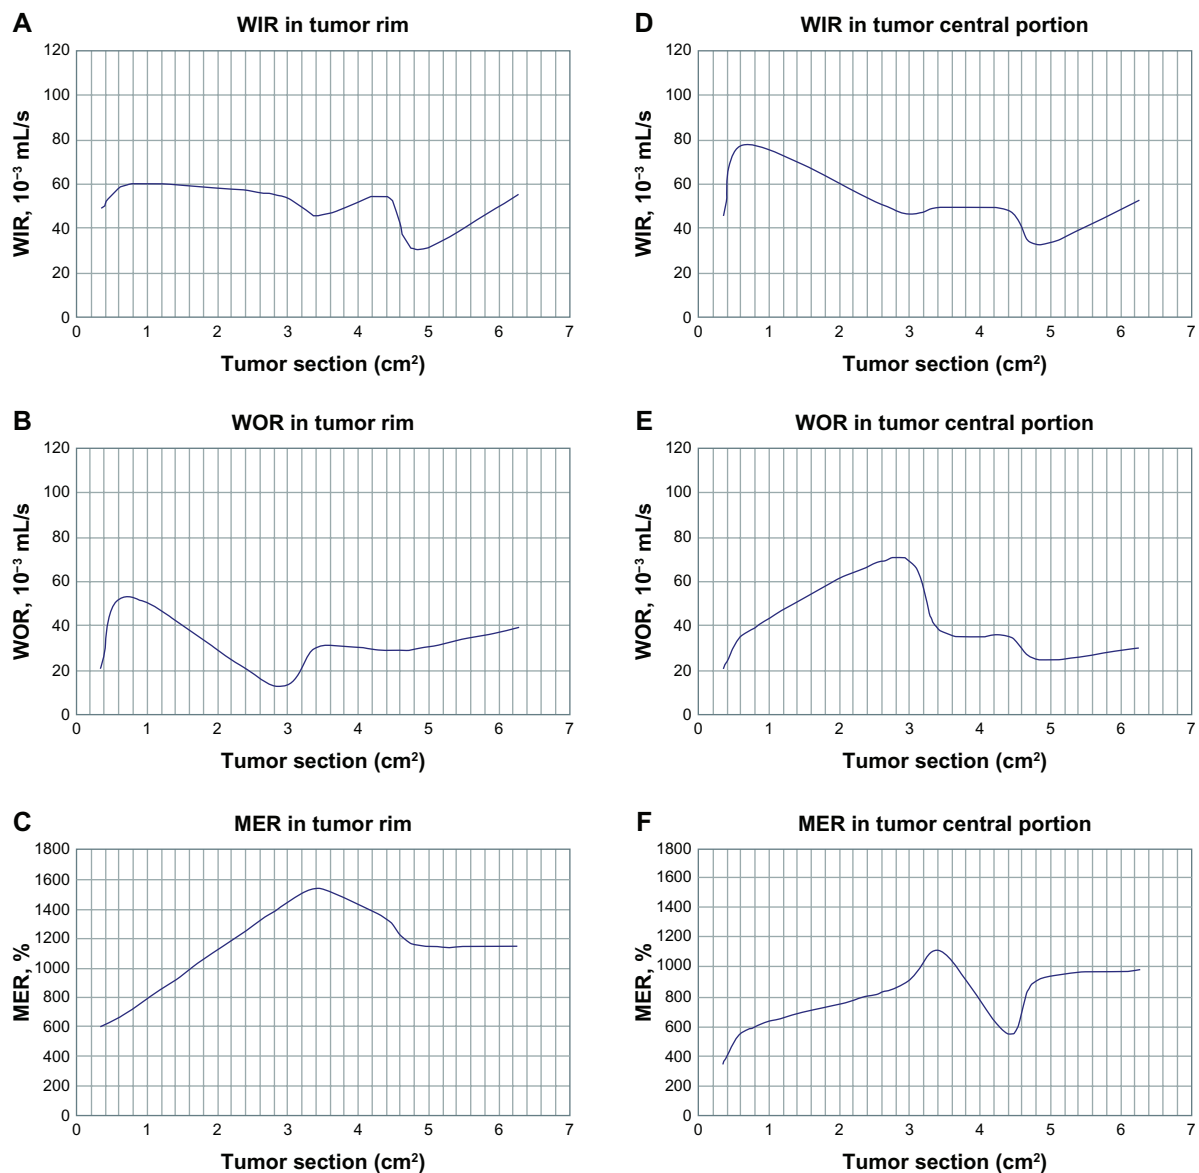 A WIR in tumor rim
120
100
80
60
40
20
0
WIR, 10⁻³ mL/s
0 1 2 3 4 5 6 7
Tumor section (cm²)
D WIR in tumor central portion
120
100
80
60
40
20
0
WIR, 10⁻³ mL/s
0 1 2 3 4 5 6 7
Tumor section (cm²)
B WOR in tumor rim
120
100
80
60
40
20
0
WOR, 10⁻³ mL/s
0 1 2 3 4 5 6 7
Tumor section (cm²)
E WOR in tumor central portion
120
100
80
60
40
20
0
WOR, 10⁻³ mL/s
0 1 2 3 4 5 6 7
Tumor section (cm²)
C MER in tumor rim
1800
1600
1400
1200
1000
800
600
400
200
0
MER, %
0 1 2 3 4 5 6 7
Tumor section (cm²)
F MER in tumor central portion
1800
1600
1400
1200
1000
800
600
400
200
0
MER, %
0 1 2 3 4 5 6 7
Tumor section (cm²)